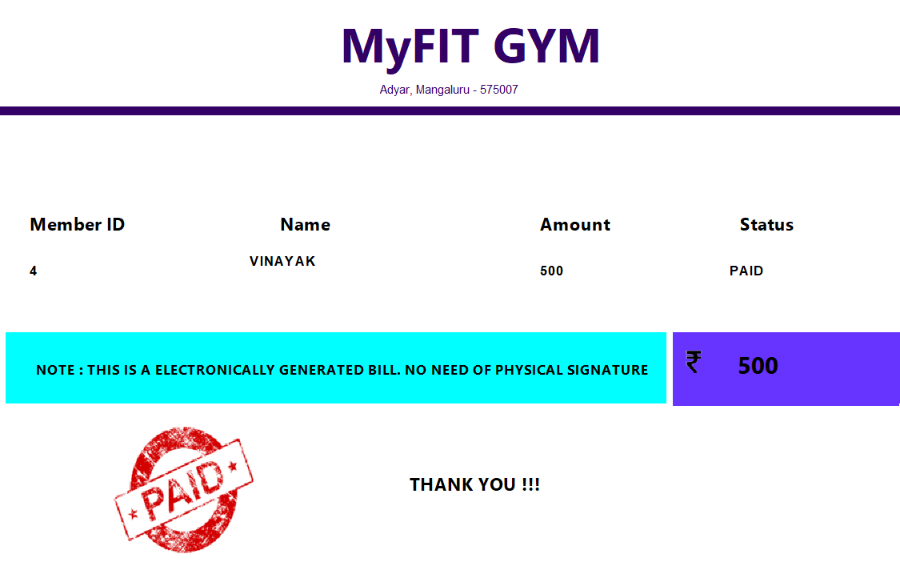 MyFIT GYM
Adyar, Mangaluru - 575007
Member ID Name Amount Status
4 VINAYAK 500 PAID
NOTE : THIS IS A ELECTRONICALLY GENERATED BILL. NO NEED OF PHYSICAL SIGNATURE
₹ 500
PAID
THANK YOU !!!